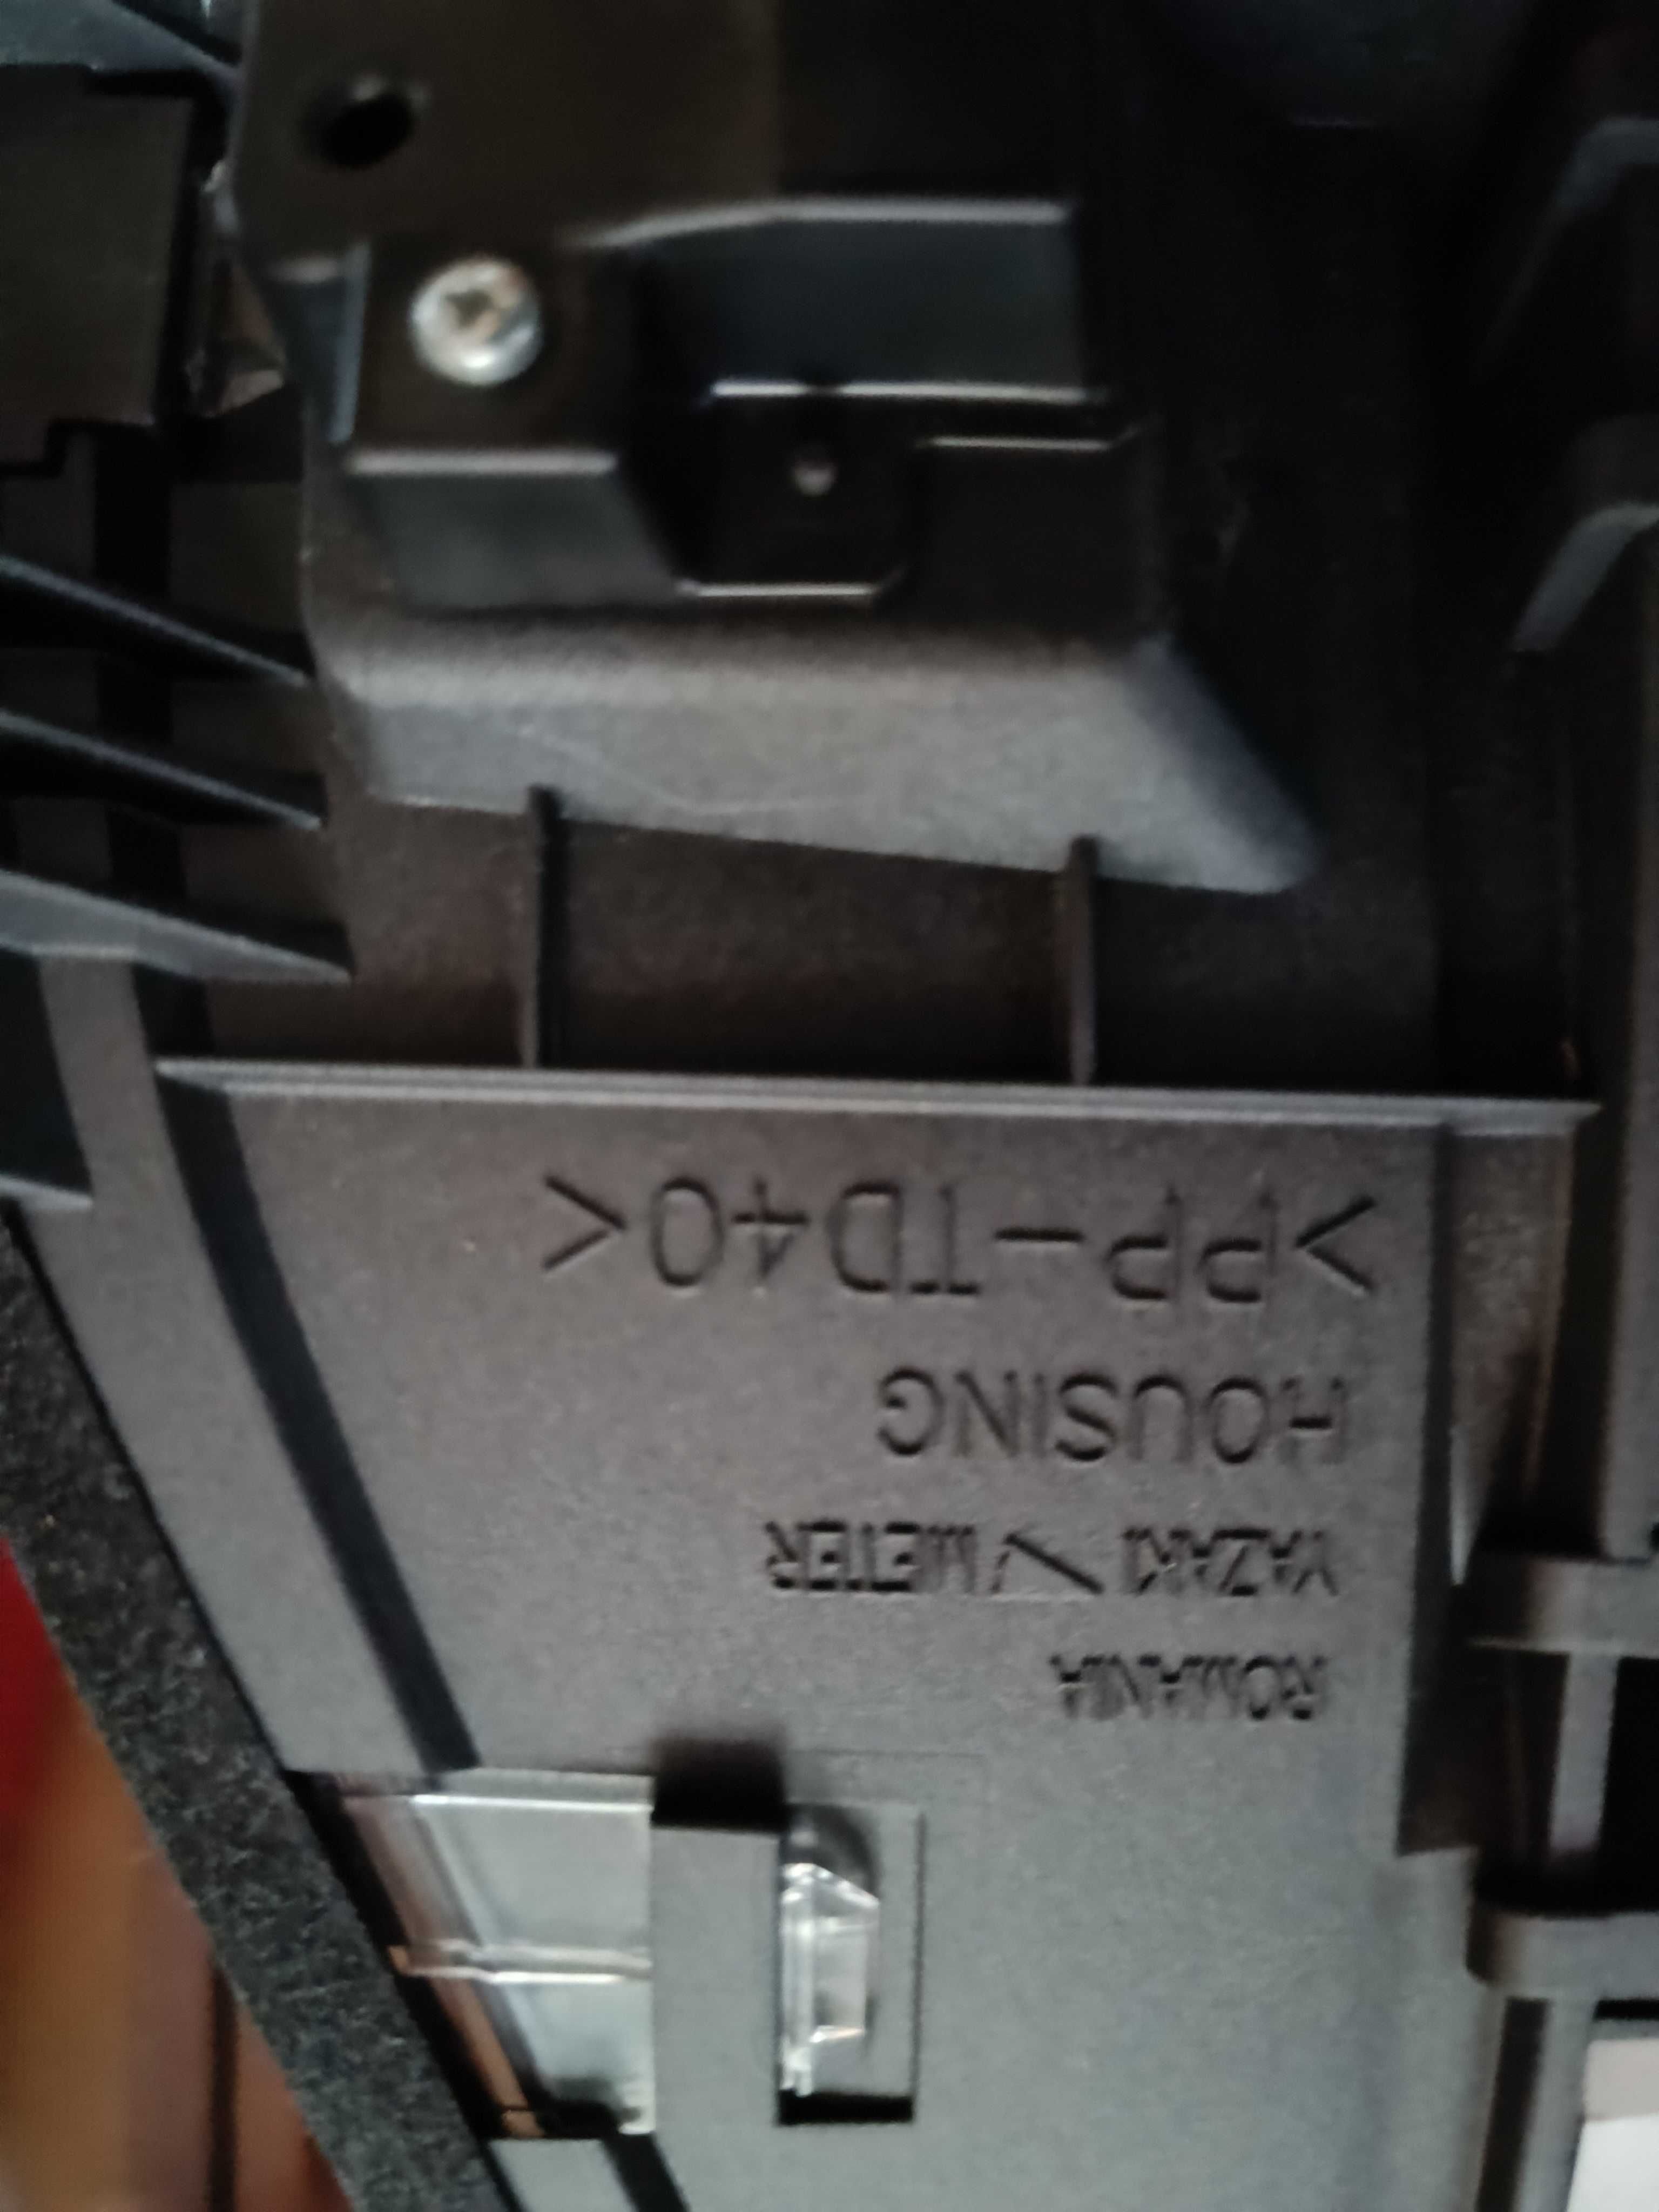 >PP-TD40<
HOUSING
YAZAKI METER
ROMANIA